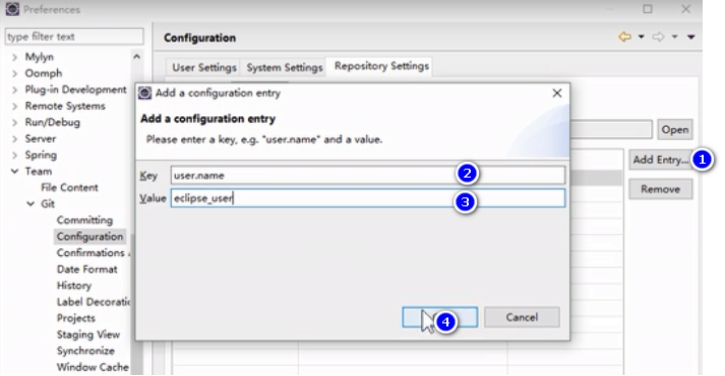 Preferences
type filter text
Configuration
User Settings System Settings Repository Settings
Mylyn
Oomph
Plug-in Development
Remote Systems
Run/Debug
Server
Spring
Team
File Content
Git
Committing
Configuration
Confirmations
Date Format
History
Label Decoratio
Projects
Staging View
Synchronize
Window Cache
Add a configuration entry
Add a configuration entry
Please enter a key, e.g. "user.name" and a value.
Key user.name 2
Value eclipse_user 3
4 Cancel
Open
Add Entry... 1
Remove